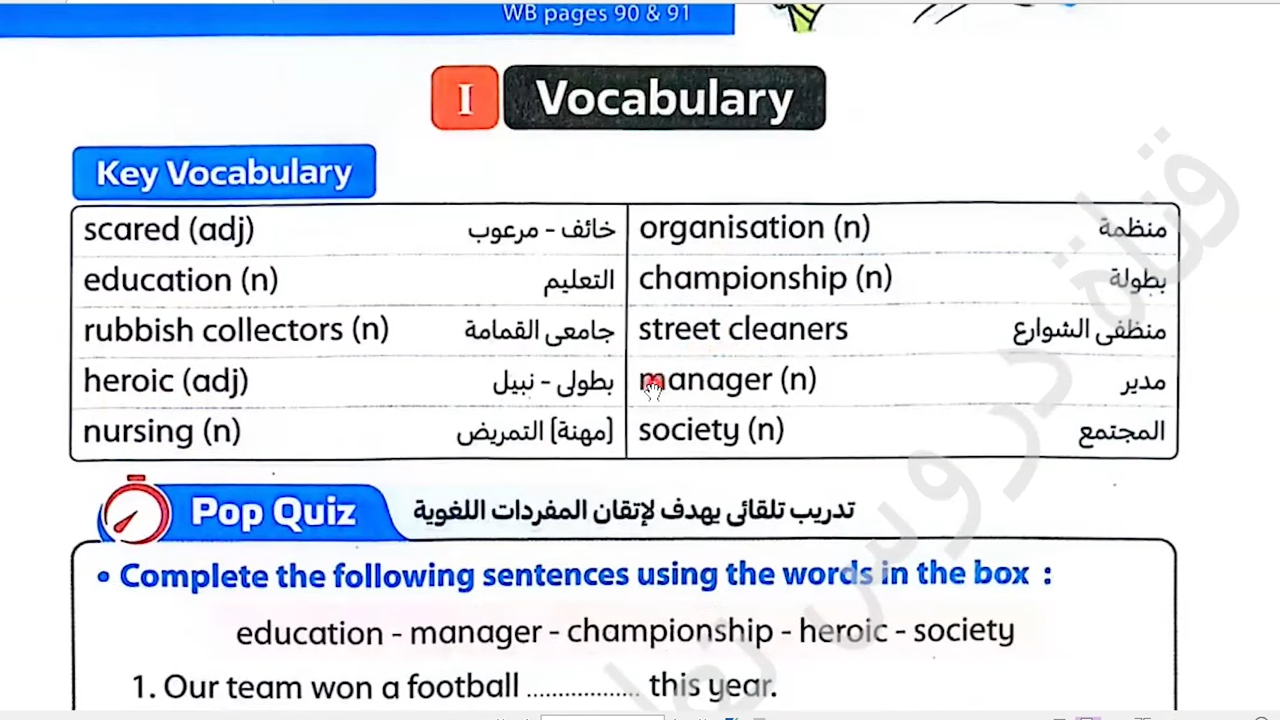 WB pages 90 & 91
I Vocabulary
Key Vocabulary
scared (adj) خائف - مرعوب organisation (n) منظمة
education (n) التعليم championship (n) بطولة
rubbish collectors (n) جامعى القمامة street cleaners منظفى الشوارع
heroic (adj) بطولى - نبيل manager (n) مدير
nursing (n) [مهنة] التمريض society (n) المجتمع
Pop Quiz تدريب تلقائى يهدف لإتقان المفردات اللغوية
• Complete the following sentences using the words in the box :
education - manager - championship - heroic - society
1. Our team won a football .................. this year.
قناة دروس